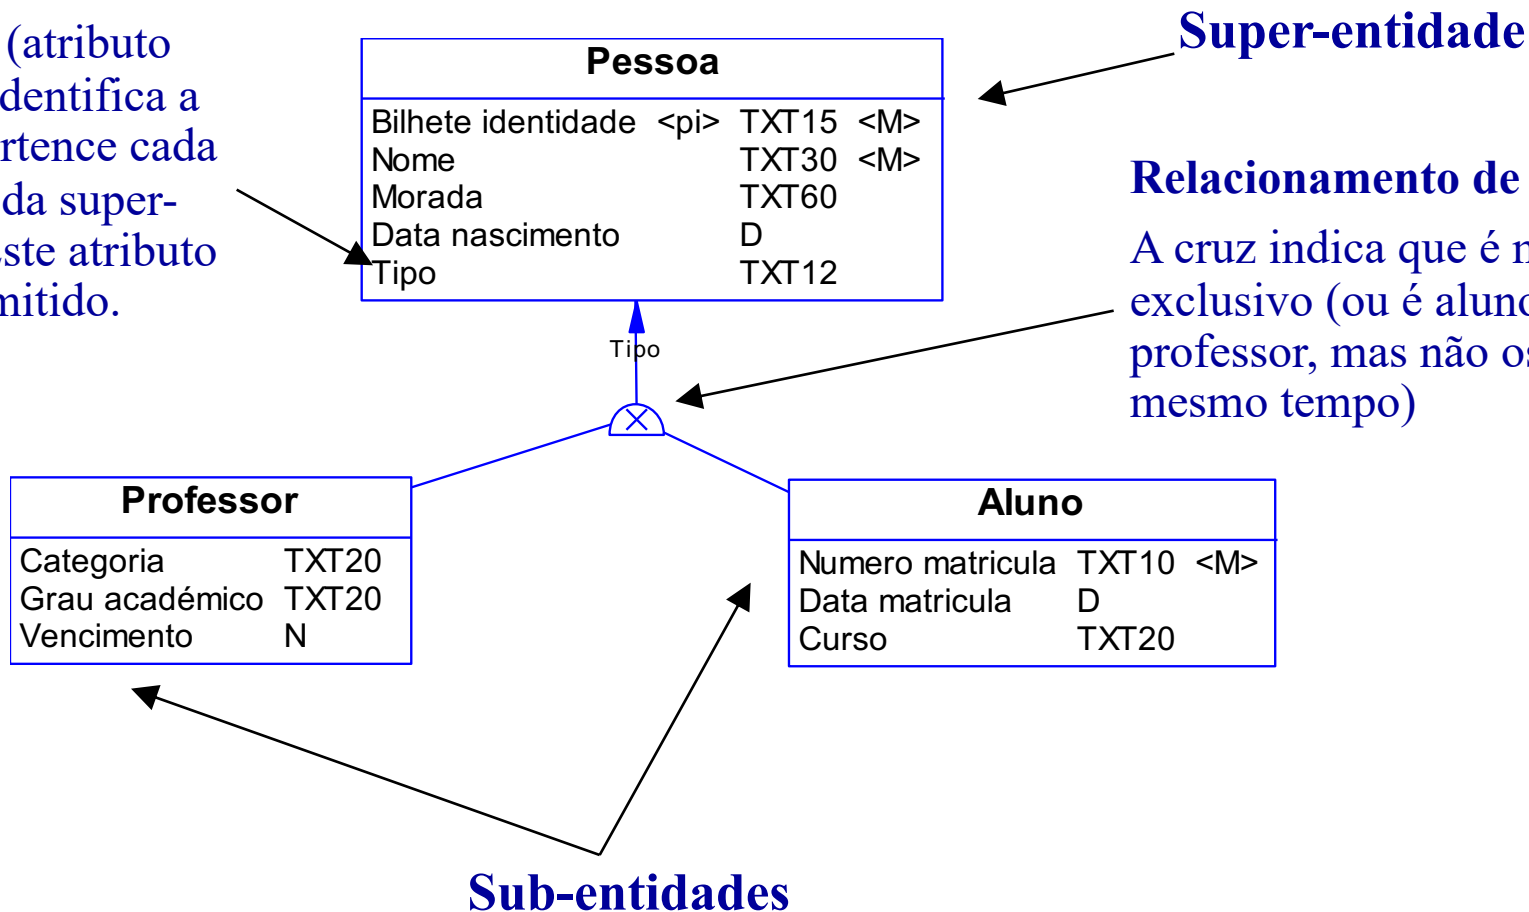 (atributo
dentifica a
rtence cada
da super-
ste atributo
mitido.
Pessoa
Bilhete identidade <pi> TXT15 <M>
Nome TXT30 <M>
Morada TXT60
Data nascimento D
Tipo TXT12
Super-entidade
Relacionamento de
A cruz indica que é
exclusivo (ou é aluno
professor, mas não os
mesmo tempo)
Tipo
Professor
Categoria TXT20
Grau académico TXT20
Vencimento N
Aluno
Numero matricula TXT10 <M>
Data matricula D
Curso TXT20
Sub-entidades